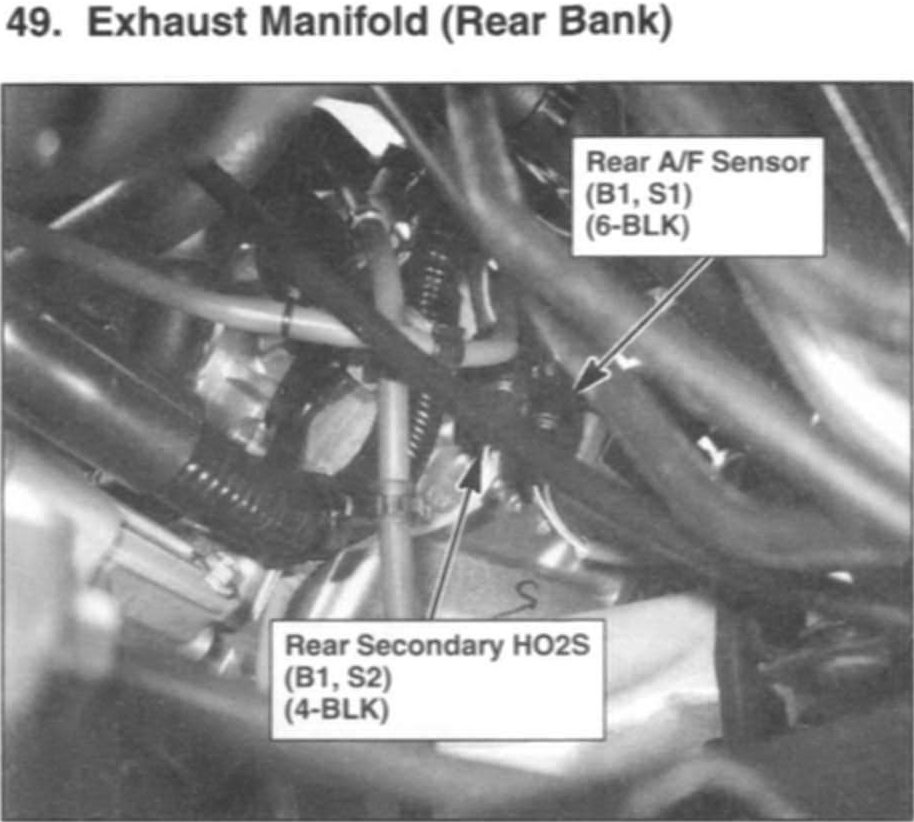 49. Exhaust Manifold (Rear Bank)
Rear A/F Sensor
(B1, S1)
(6-BLK)
S
Rear Secondary HO2S
(B1, S2)
(4-BLK)